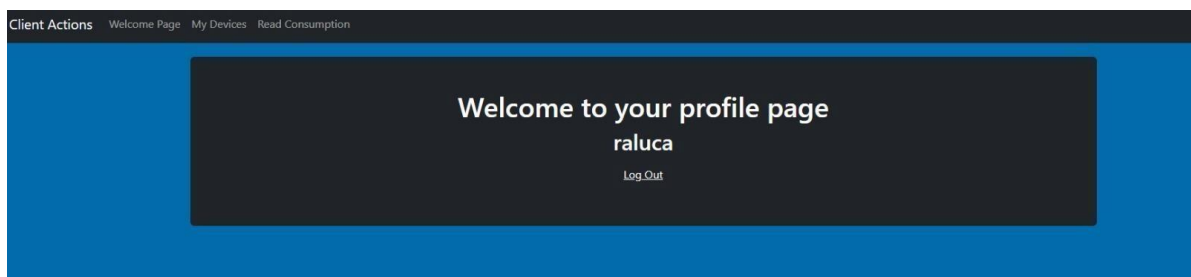 Client Actions Welcome Page My Devices Read Consumption
Welcome to your profile page
raluca
Log Out